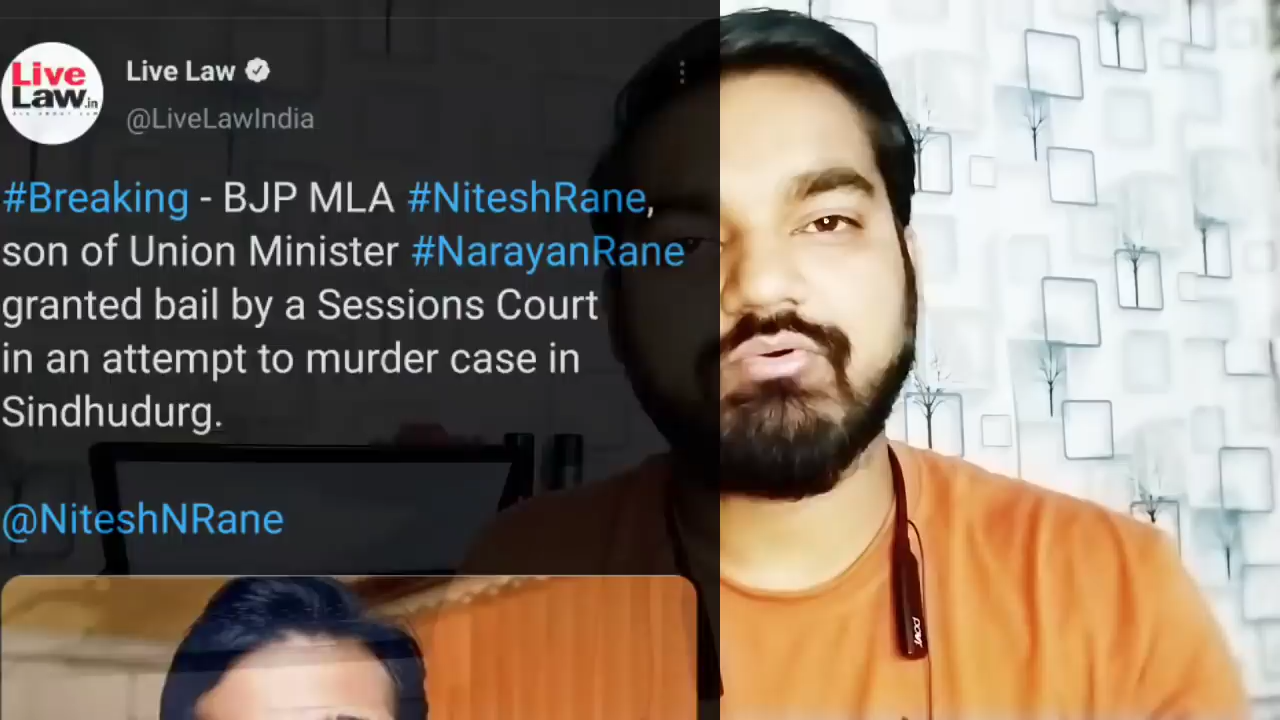 Live
Law.in
Live Law
@LiveLawIndia
#Breaking - BJP MLA #NiteshRane,
son of Union Minister #NarayanRane
granted bail by a Sessions Court
in an attempt to murder case in
Sindhudurg.
@NiteshNRane